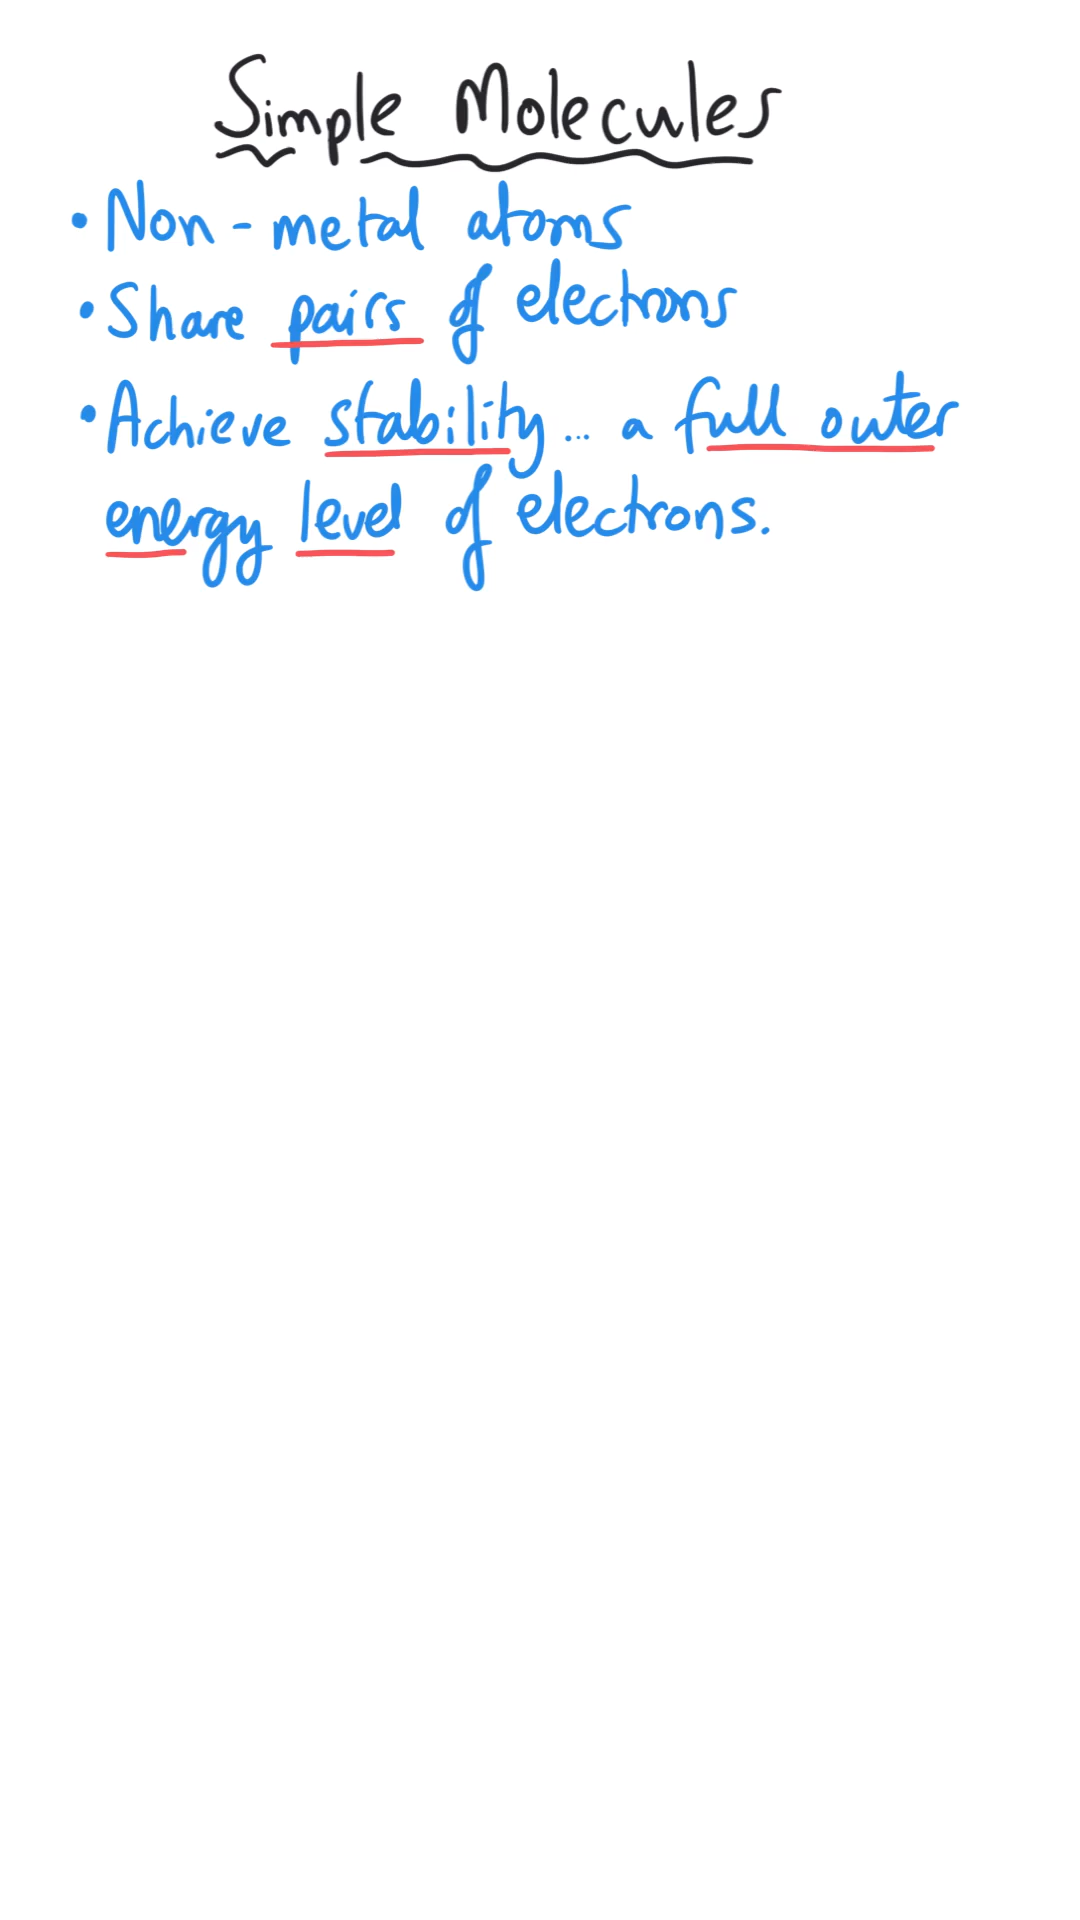 Simple Molecules
• Non-metal atoms
• Share pairs of electrons
• Achieve stability... a full outer
energy level of electrons.